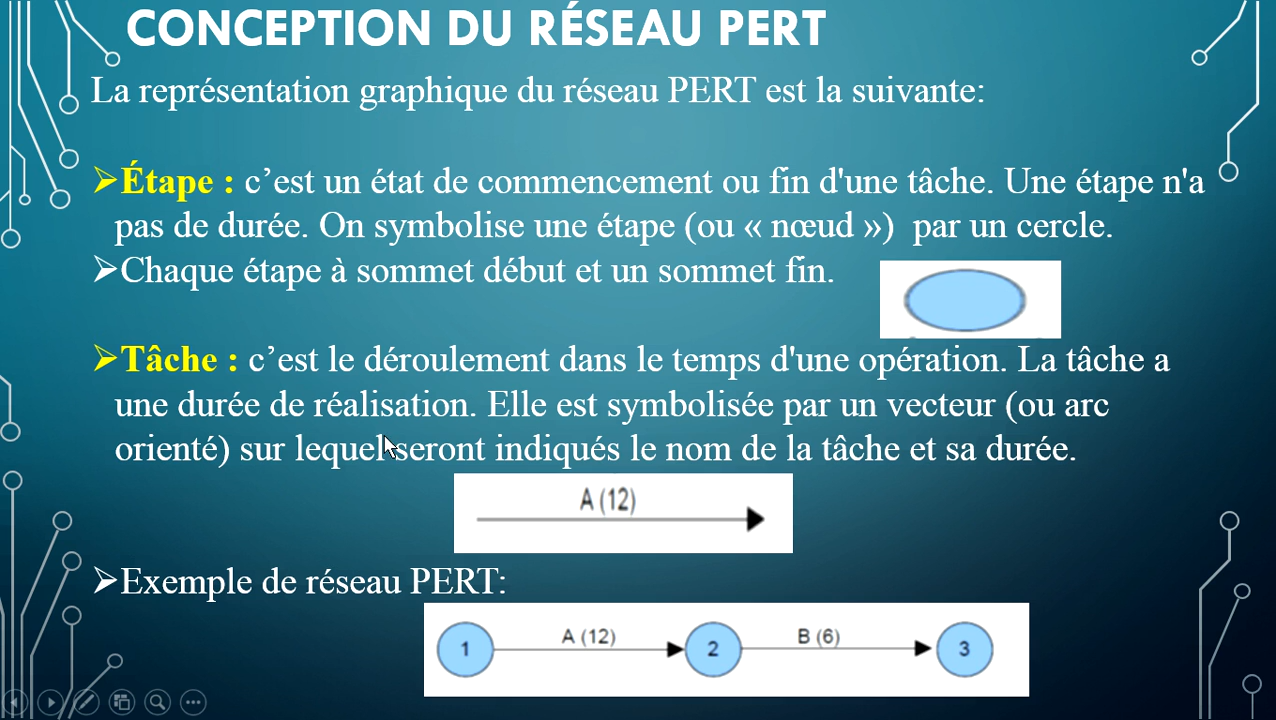 CONCEPTION DU RÉSEAU PERT
La représentation graphique du réseau PERT est la suivante:
➢Étape : c’est un état de commencement ou fin d'une tâche. Une étape n'a
pas de durée. On symbolise une étape (ou « nœud »)  par un cercle.
➢Chaque étape à sommet début et un sommet fin.
➢Tâche : c’est le déroulement dans le temps d'une opération. La tâche a
une durée de réalisation. Elle est symbolisée par un vecteur (ou arc
orienté) sur lequel seront indiqués le nom de la tâche et sa durée.
A (12)
➢Exemple de réseau PERT:
1 A (12) 2 B (6) 3